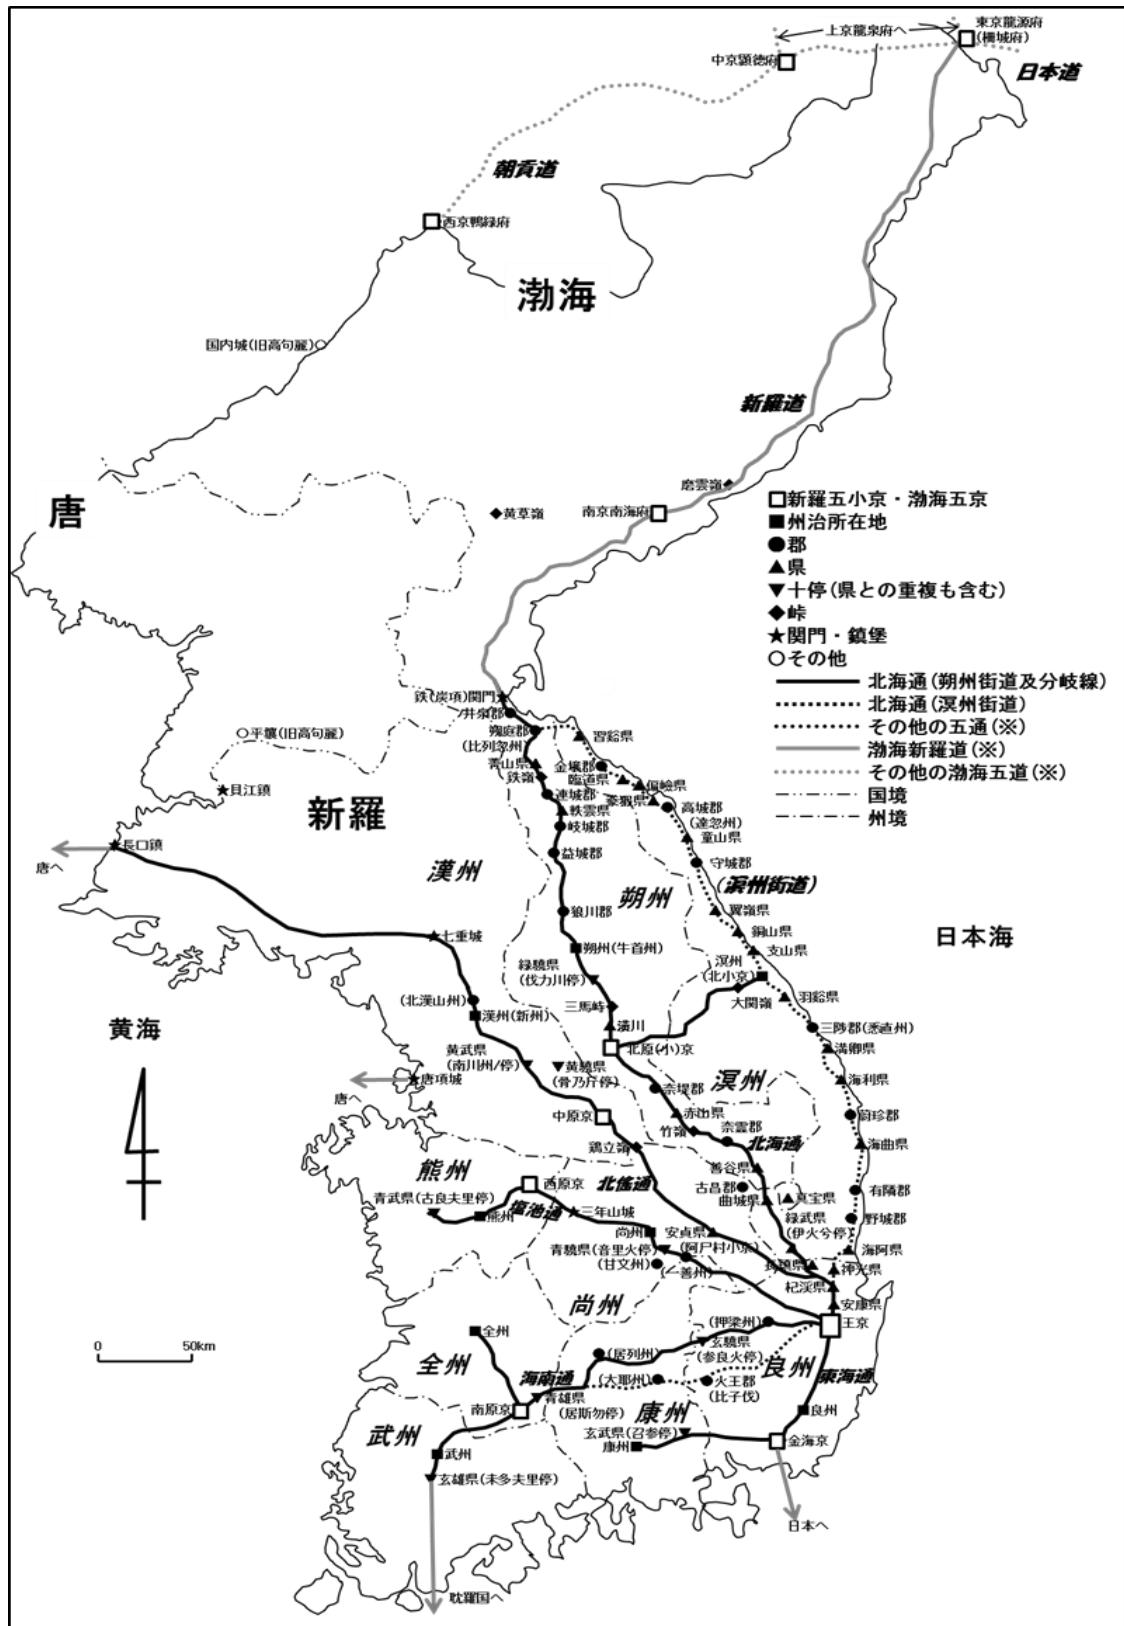 東京龍源府
(柵城府)
上京龍泉府へ
中京顕徳府
日本道
朝貢道
西京鴨緑府
渤海
国内城(旧高句麗)
新羅道
磨雲嶺
唐
黄草嶺
南京南海府
□新羅五小京・渤海五京
■州治所在地
●郡
▲県
▼十停(県との重複も含む)
◆峠
★関門・鎮堡
○その他
北海通(朔州街道及分岐線)
北海通(溟州街道)
その他の五通(※)
渤海新羅道(※)
その他の渤海五道(※)
国境
州境
鉄(炭項)関門
井泉郡
(比列忽州)
習谿県
平壌(旧高句麗)
菁山県
鉄嶺
金壌郡
臨道県
偏嶮県
貝江鎮
連城郡
高城郡
(達忽州)
新羅
軼雲県
岐城郡
童山県
長口鎮
唐へ
益城郡
守城郡
漢州
朔州
(溟州街道)
狼川郡
翼嶺県
七重城
銅山県
日本海
朔州(牛首州)
支山県
溟州
(北小京)
緑驍県
(伐力川停)
大関嶺
羽谿県
(北漢山州)
三馬峙
漢州(新州)
潢川
三陟郡(悉直州)
黄海
黄武県
(南川州/停)
北原(小)京
満卿県
黄驍県
(骨乃斤停)
溟州
唐項城
唐へ
奈堤郡
海利県
中原京
赤山県
蔚珍郡
竹嶺
奈霊郡
北海通
鶏立嶺
海曲県
熊州
善谷県
西原京
北傜通
古昌郡
曲城県
真宝県
有隣郡
青武県(古良夫里停)
塩池通
熊州
三年山城
緑武県
(伊火兮停)
野城郡
尚州
安貞県
青驍県(音里火停)
(阿尸村小京)
海阿県
(甘文州)
(一善州)
長鎮県
神光県
杞渓県
尚州
安康県
(押梁州)
王京
全州
玄驍県
(参良火停)
(居列州)
全州
良州
海南通
(大耶州)
東海通
火王郡
(比子伐)
青雄県
(居斯勿停)
南原京
康州
良州
武州
玄武県(召参停)
康州
金海京
武州
玄雄県(未多夫里停)
日本へ
耽羅国へ
0
50km